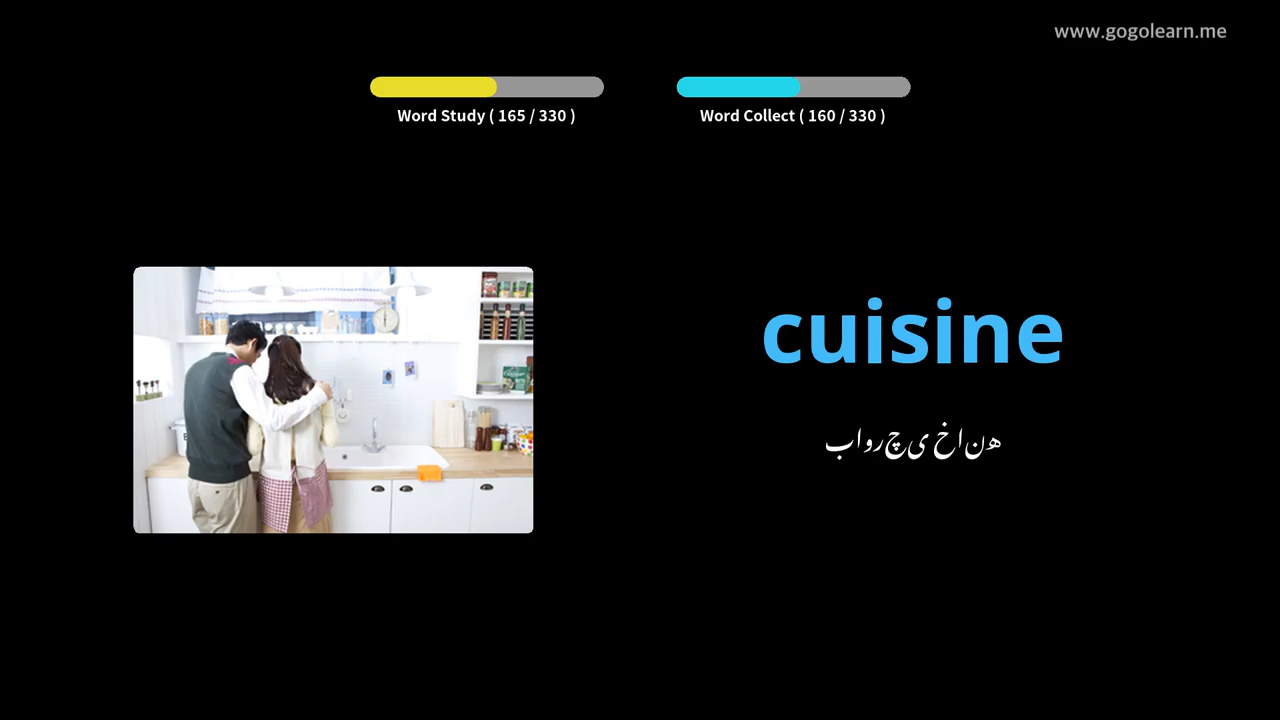 www.gogolearn.me
Word Study ( 165 / 330 )
Word Collect ( 160 / 330 )
cuisine
باورچی خانہ